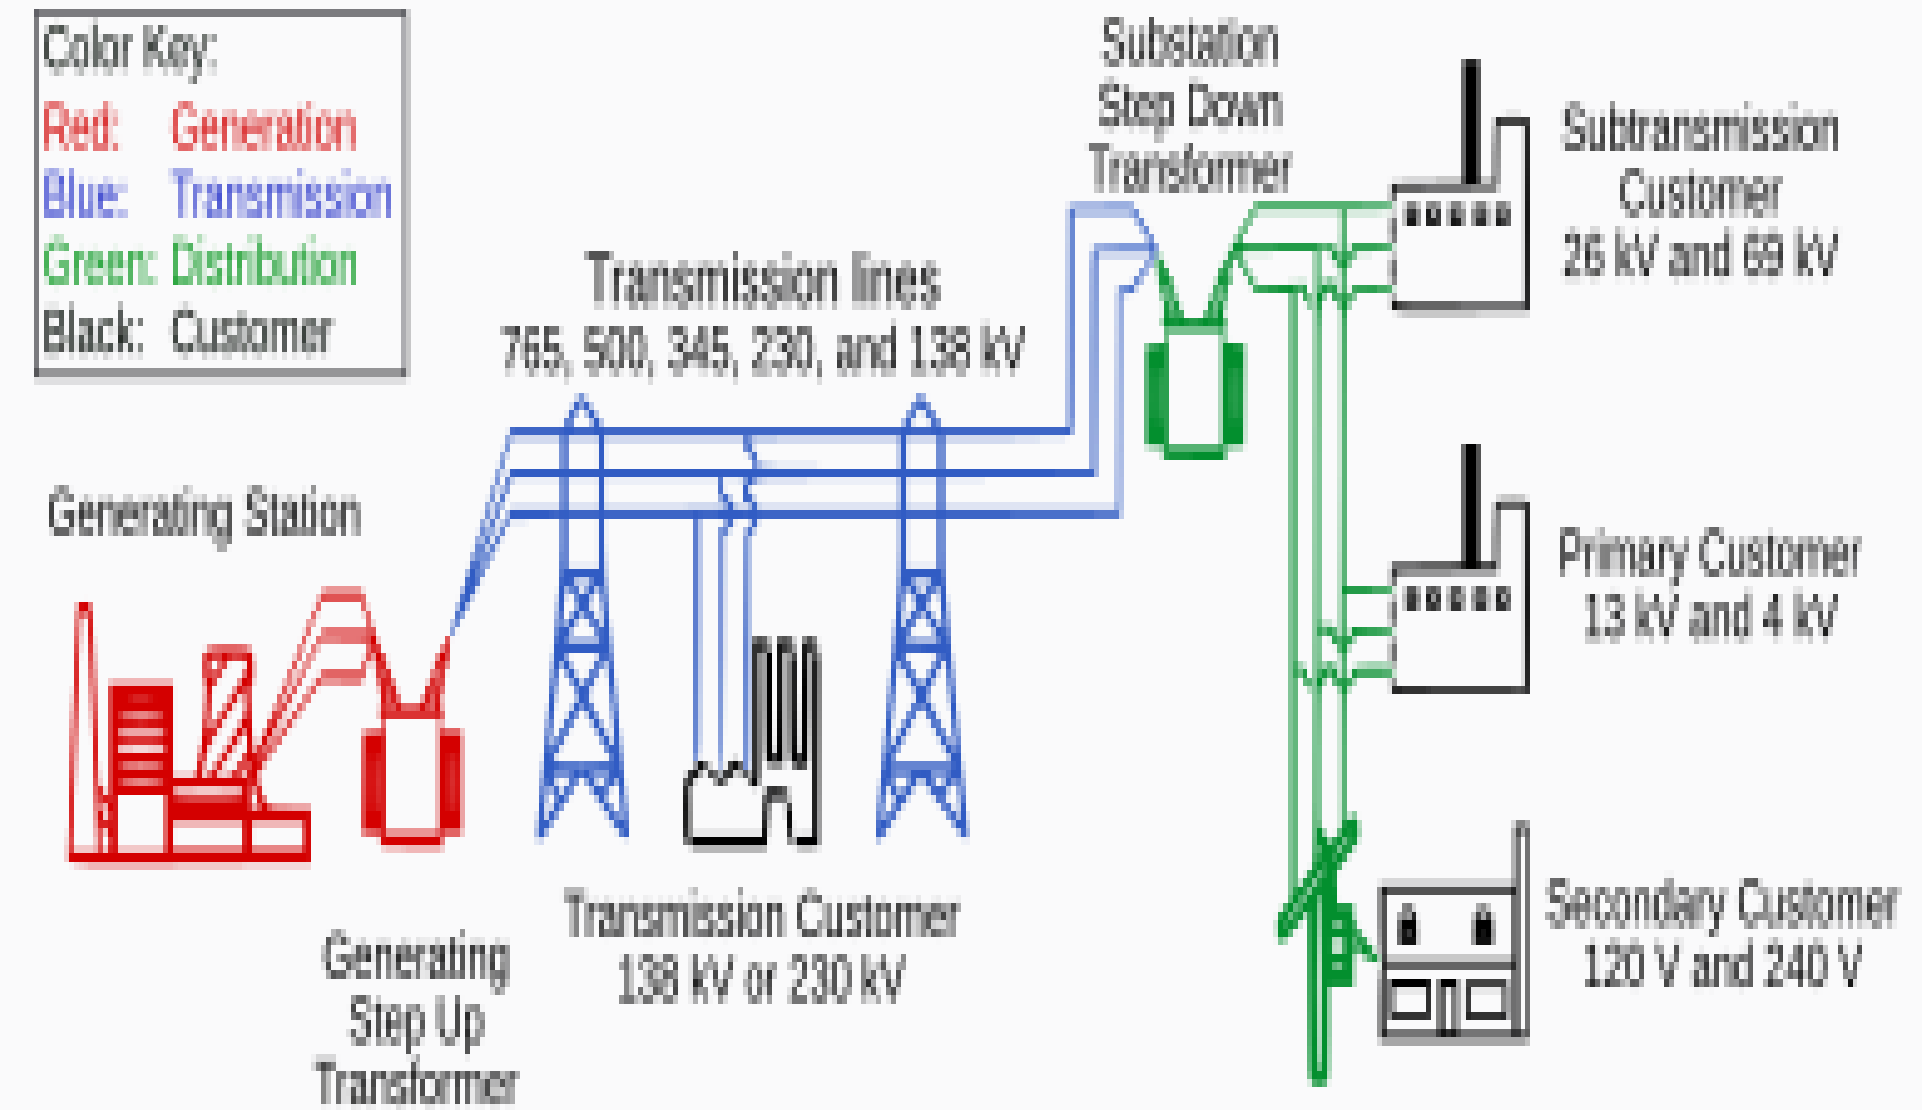 Color Key:
Red: Generation
Blue: Transmission
Green: Distribution
Black: Customer
Substation
Step Down
Transformer
Subtransmission
Customer
26 kV and 69 kV
Transmission lines
765, 500, 345, 230, and 138 kV
Generating Station
Primary Customer
13 kV and 4 kV
Transmission Customer
138 kV or 230 kV
Secondary Customer
120 V and 240 V
Generating
Step Up
Transformer